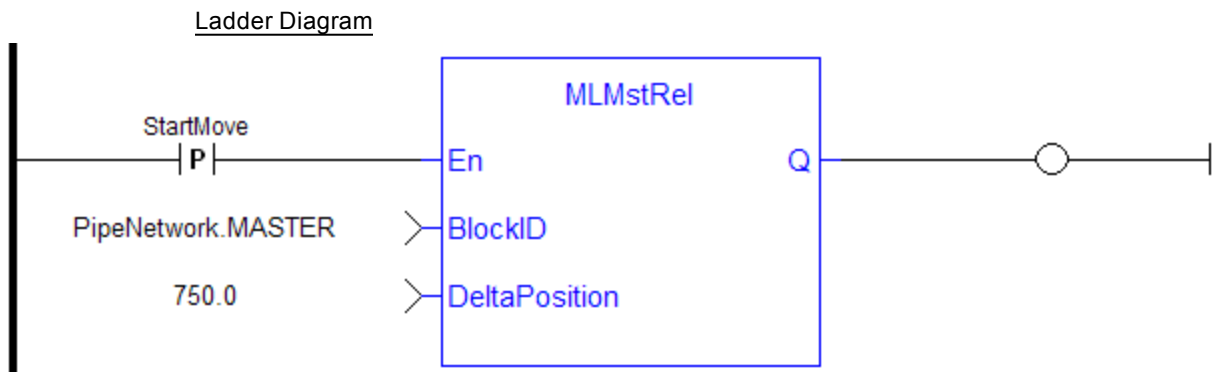 Ladder Diagram
MLMstRel
StartMove
P
En
Q
PipeNetwork.MASTER
BlockID
750.0
DeltaPosition